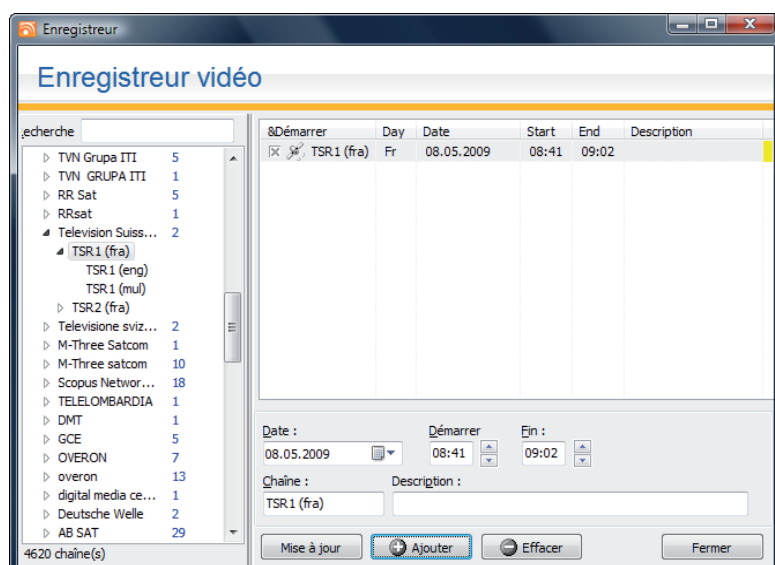 Enregistreur
Enregistreur vidéo
echerche
TVN Grupa ITI 5
TVN GRUPA ITI 1
RR Sat 5
RRsat 1
Television Suiss... 2
TSR1 (fra)
TSR1 (eng)
TSR1 (mul)
TSR2 (fra)
Televisione sviz... 2
M-Three Satcom 1
M-Three satcom 10
Scopus Networ... 18
TELELOMBARDIA 1
DMT 1
GCE 5
OVERON 7
overon 13
digital media ce... 1
Deutsche Welle 2
AB SAT 29
4620 chaîne(s)
&Démarrer Day Date Start End Description
TSR1 (fra) Fr 08.05.2009 08:41 09:02
Date : Démarrer Fin :
08.05.2009 08:41 09:02
Chaîne : Description :
TSR1 (fra)
Mise à jour Ajouter Effacer Fermer